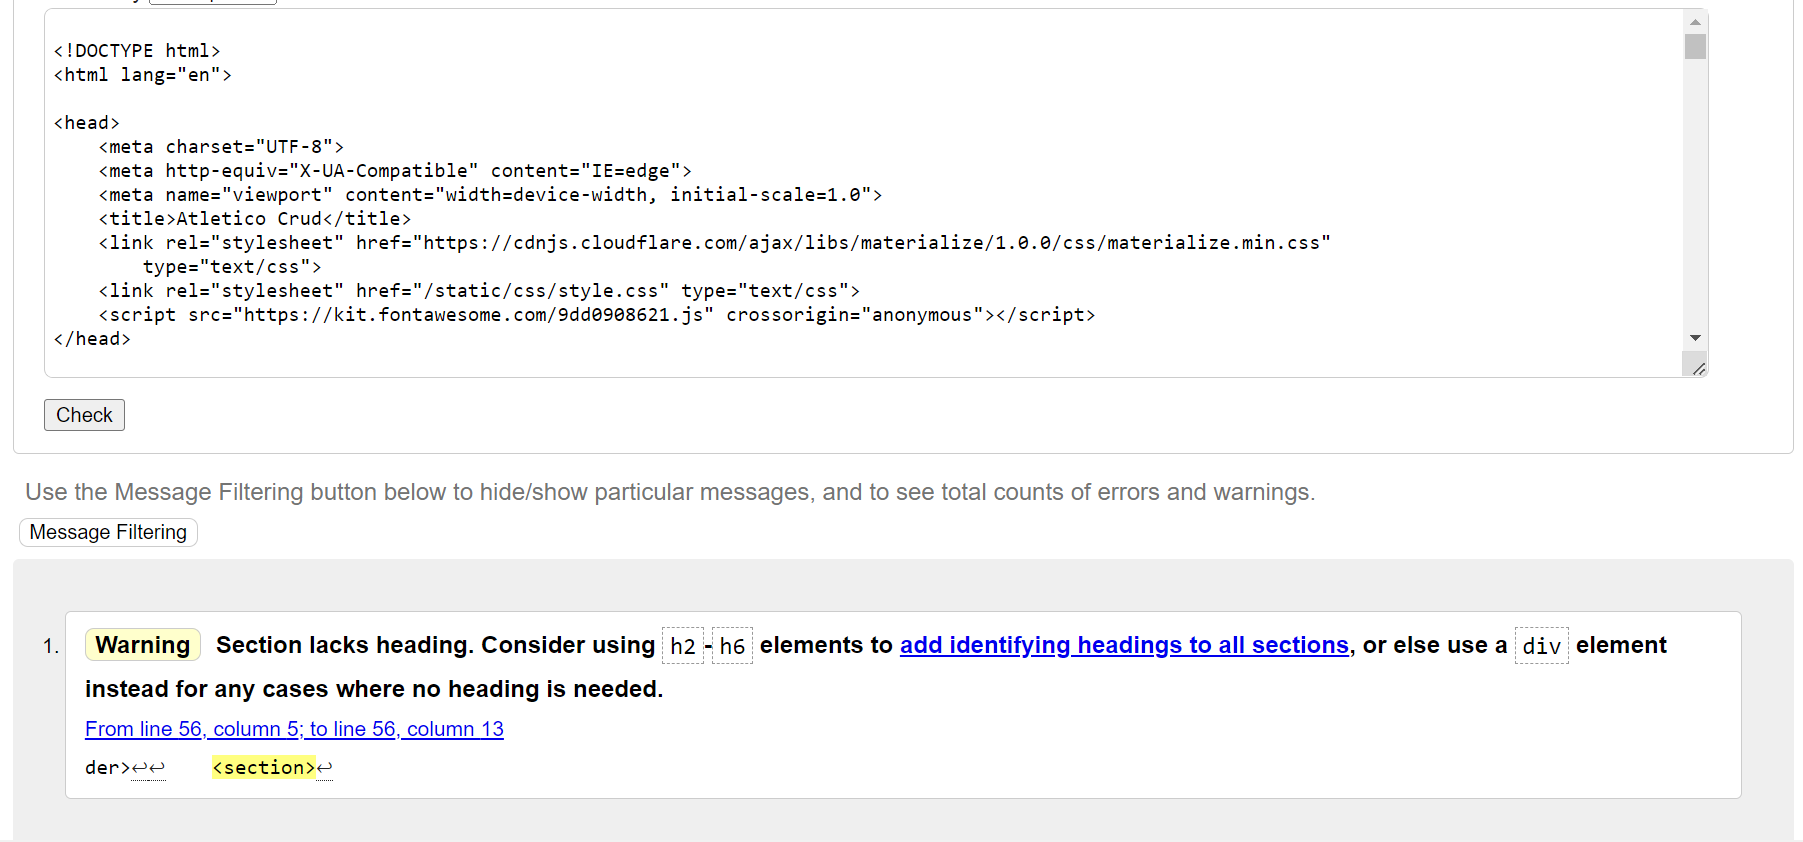 <!DOCTYPE html>
<html lang="en">
<head>
<meta charset="UTF-8">
<meta http-equiv="X-UA-Compatible" content="IE=edge">
<meta name="viewport" content="width=device-width, initial-scale=1.0">
<title>Atletico Crud</title>
<link rel="stylesheet" href="https://cdnjs.cloudflare.com/ajax/libs/materialize/1.0.0/css/materialize.min.css"
type="text/css">
<link rel="stylesheet" href="/static/css/style.css" type="text/css">
<script src="https://kit.fontawesome.com/9dd0908621.js" crossorigin="anonymous"></script>
</head>
Check
Use the Message Filtering button below to hide/show particular messages, and to see total counts of errors and warnings.
Message Filtering
1. Warning Section lacks heading. Consider using h2-h6 elements to add identifying headings to all sections, or else use a div element
instead for any cases where no heading is needed.
From line 56, column 5; to line 56, column 13
der>↩↩ <section>↩